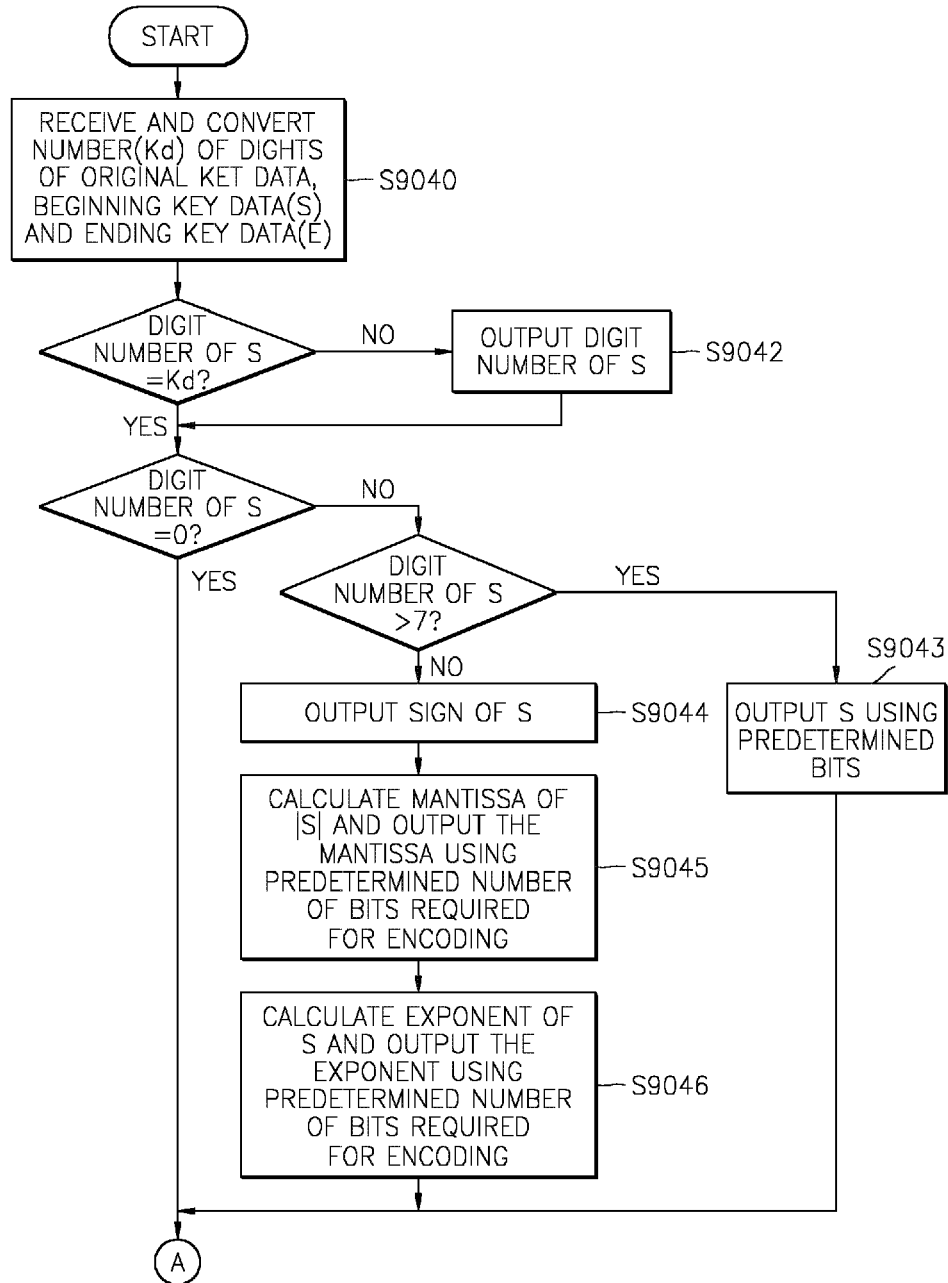 START
RECEIVE AND CONVERT
NUMBER(Kd) OF DIGHTS
OF ORIGINAL KET DATA,
BEGINNING KEY DATA(S)
AND ENDING KEY DATA(E)
S9040
DIGIT
NUMBER OF S
=Kd?
NO
OUTPUT DIGIT
NUMBER OF S
S9042
YES
DIGIT
NUMBER OF S
=0?
NO
YES
DIGIT
NUMBER OF S
>7?
YES
NO
S9043
OUTPUT S USING
PREDETERMINED
BITS
OUTPUT SIGN OF S
S9044
CALCULATE MANTISSA OF
|S| AND OUTPUT THE
MANTISSA USING
PREDETERMINED NUMBER
OF BITS REQUIRED
FOR ENCODING
S9045
CALCULATE EXPONENT OF
S AND OUTPUT THE
EXPONENT USING
PREDETERMINED NUMBER
OF BITS REQUIRED
FOR ENCODING
S9046
A